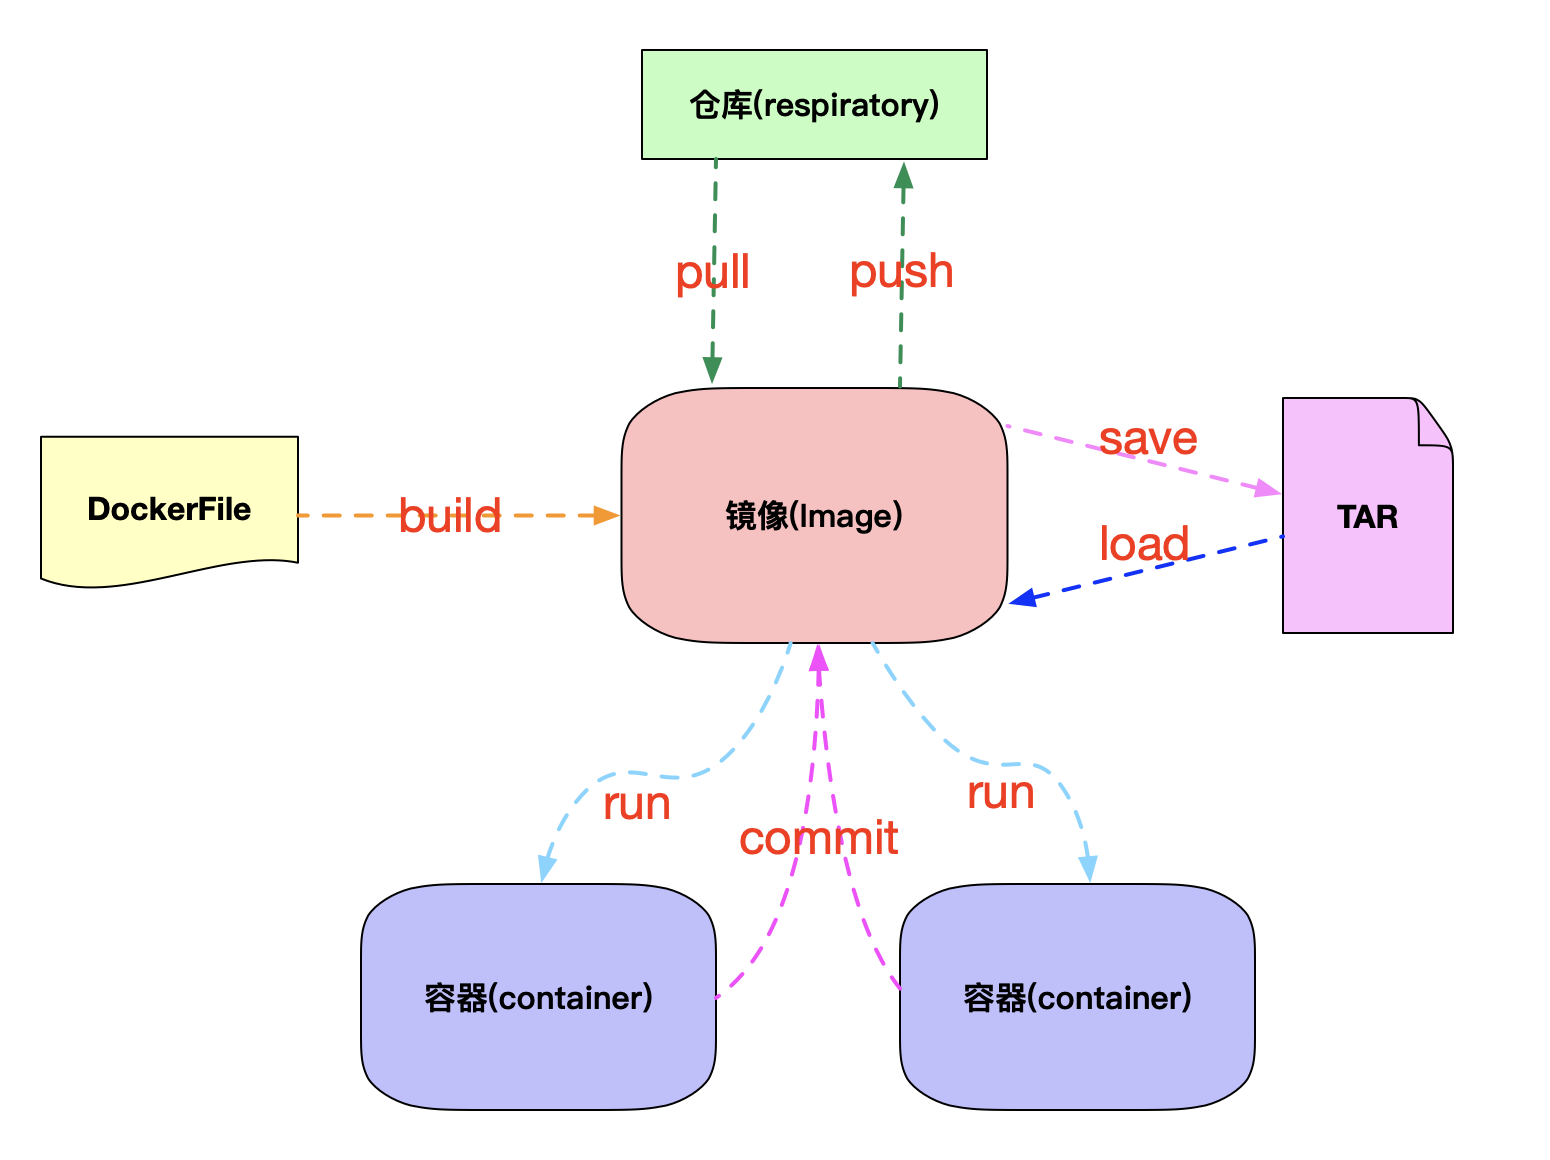 仓库(respiratory)
pull
push
DockerFile
build
镜像(Image)
save
load
TAR
run
run
commit
容器(container)
容器(container)